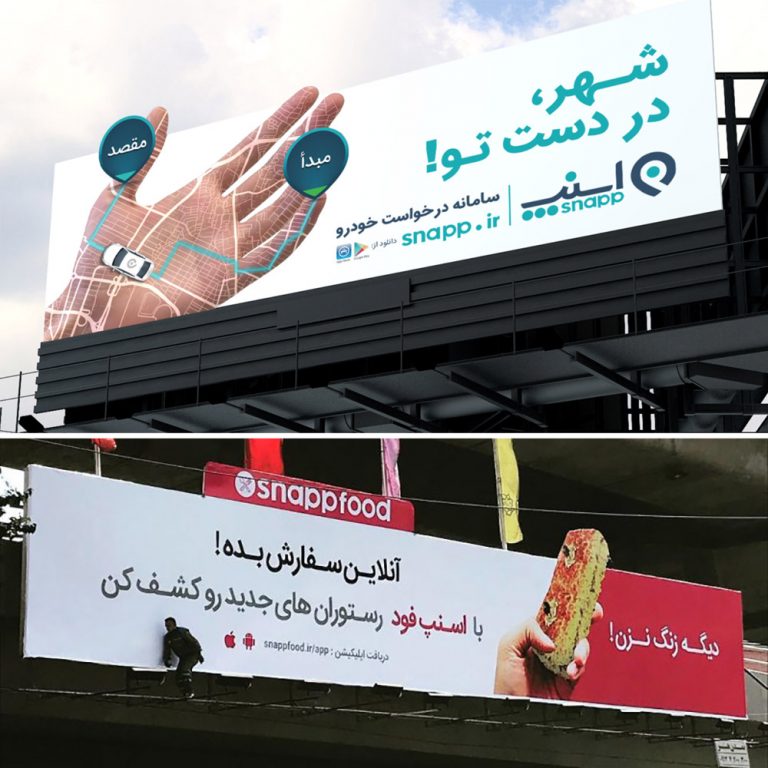 شهر،
در دست تو!
مقصد
مبدأ
اسنپ
snapp
سامانه درخواست خودرو
snapp.ir
دانلود از:
snappfood
آنلاین سفارش بده!
با اسنپ فود رستوران های جدید رو کشف کن
دریافت اپلیکیشن : snappfood.ir/app
دیگه زنگ نزن!